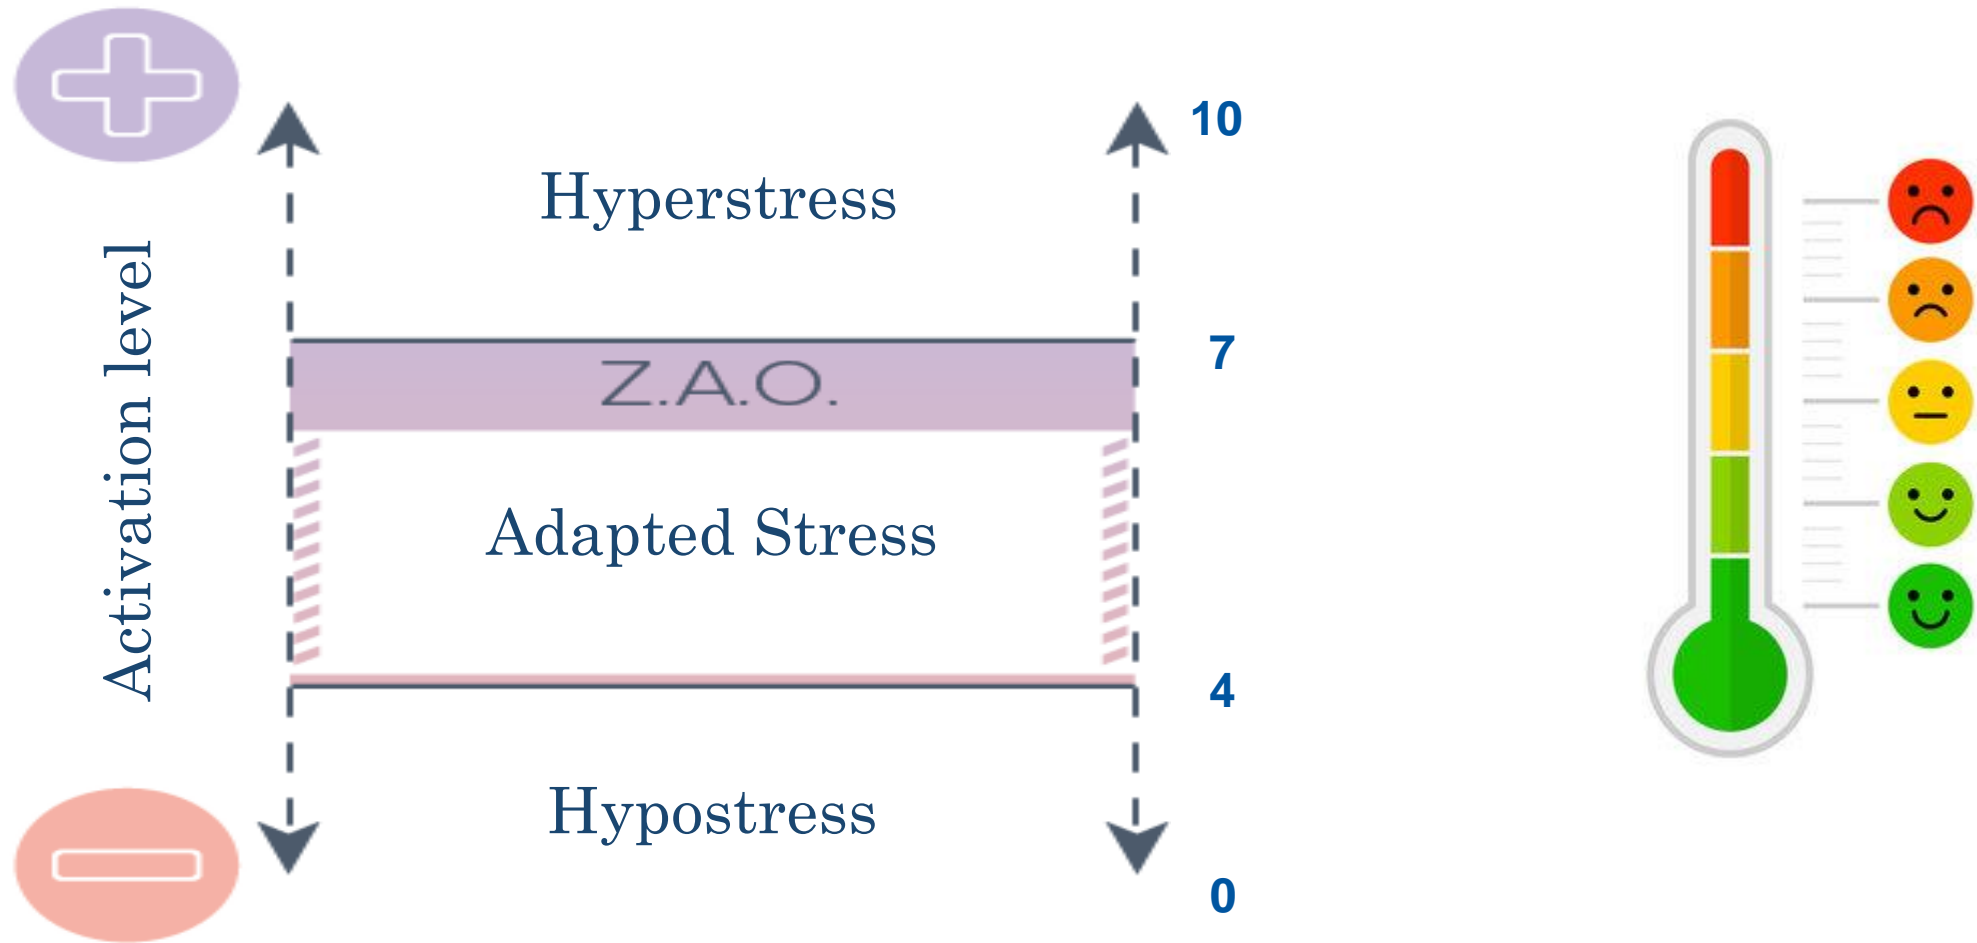 10
Hyperstress
Activation level
7
Z.A.O.
Adapted Stress
4
Hypostress
0